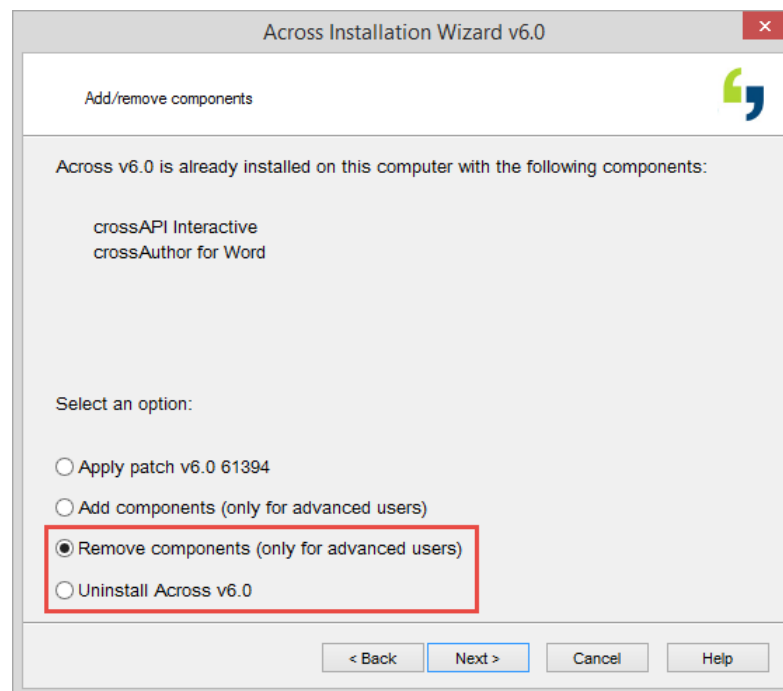 Across Installation Wizard v6.0
Add/remove components
Across v6.0 is already installed on this computer with the following components:
crossAPI Interactive
crossAuthor for Word
Select an option:
Apply patch v6.0 61394
Add components (only for advanced users)
Remove components (only for advanced users)
Uninstall Across v6.0
< Back Next > Cancel Help